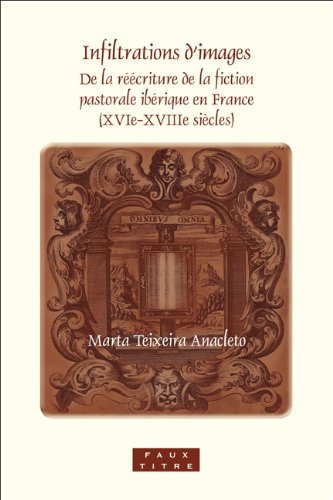 Infiltrations d'images
De la réécriture de la fiction
pastorale ibérique en France
(XVIe-XVIIIe siècles)
OMNIBVS OMNIA
Marta Teixeira Anacleto
FAUX
TITRE